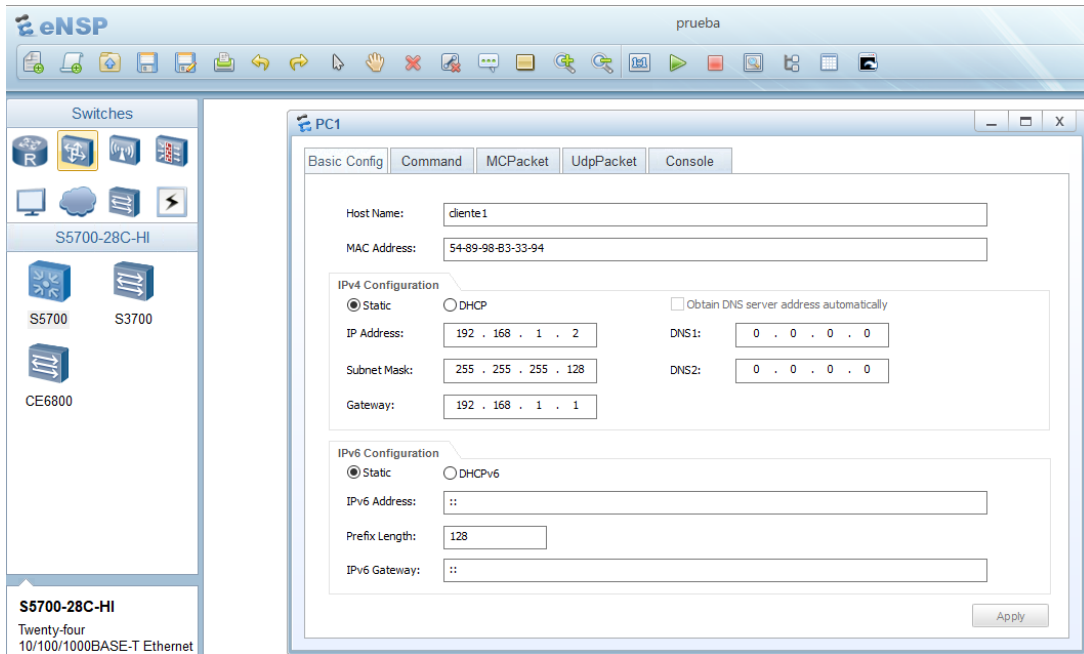 eNSP
prueba
Switches
R
S5700-28C-HI
S5700
S3700
CE6800
S5700-28C-HI
Twenty-four
10/100/1000BASE-T Ethernet
PC1
X
Basic Config Command MCPacket UdpPacket Console
Host Name: cliente1
MAC Address: 54-89-98-B3-33-94
IPv4 Configuration
Static DHCP Obtain DNS server address automatically
IP Address: 192 . 168 . 1 . 2 DNS1: 0 . 0 . 0 . 0
Subnet Mask: 255 . 255 . 255 . 128 DNS2: 0 . 0 . 0 . 0
Gateway: 192 . 168 . 1 . 1
IPv6 Configuration
Static DHCPv6
IPv6 Address: ::
Prefix Length: 128
IPv6 Gateway: ::
Apply